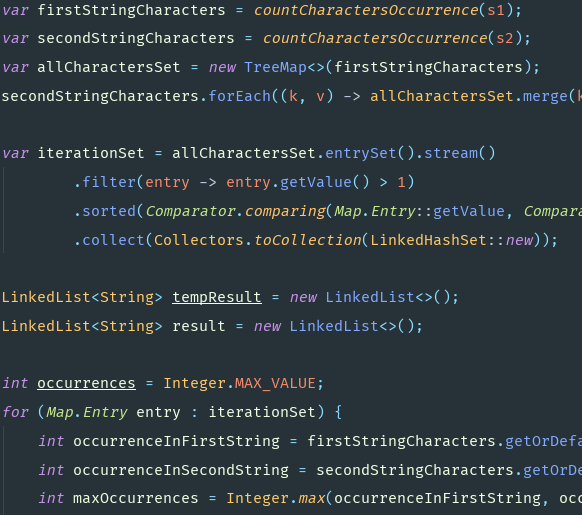 var firstStringCharacters = countCharactersOccurrence(s1);
var secondStringCharacters = countCharactersOccurrence(s2);
var allCharactersSet = new TreeMap<>(firstStringCharacters);
secondStringCharacters.forEach((k, v) -> allCharactersSet.merge(k
var iterationSet = allCharactersSet.entrySet().stream()
.filter(entry -> entry.getValue() > 1)
.sorted(Comparator.comparing(Map.Entry::getValue, Compara
.collect(Collectors.toCollection(LinkedHashSet::new));
LinkedList<String> tempResult = new LinkedList<>();
LinkedList<String> result = new LinkedList<>();
int occurrences = Integer.MAX_VALUE;
for (Map.Entry entry : iterationSet) {
int occurrenceInFirstString = firstStringCharacters.getOrDefa
int occurrenceInSecondString = secondStringCharacters.getOrDe
int maxOccurrences = Integer.max(occurrenceInFirstString, occ